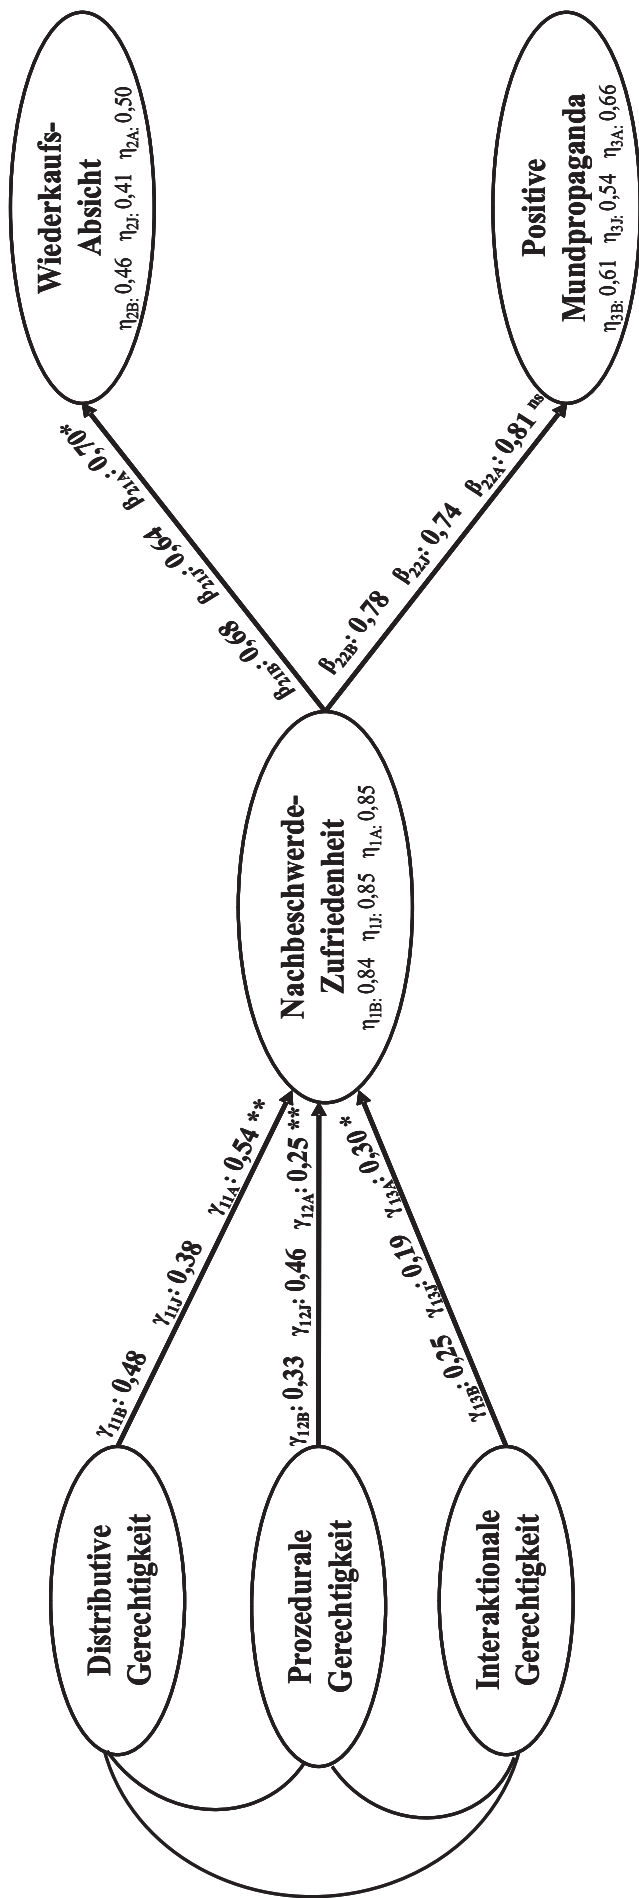 Distributive
Gerechtigkeit
Prozedurale
Gerechtigkeit
Interaktionale
Gerechtigkeit
γ11B: 0,48 γ11J: 0,38 γ11A: 0,54 **
γ12B: 0,33 γ12J: 0,46 γ12A: 0,25 **
γ13B: 0,25 γ13J: 0,19 γ13A: 0,30*
Nachbeschwerde-
Zufriedenheit
η1B: 0,84 η1J: 0,85 η1A: 0,85
β21B: 0,68 β21J: 0,64 β21A: 0,70*
β22B: 0,78 β22J: 0,74 β22A: 0,81 ns
Wiederkaufs-
Absicht
η2B: 0,46 η2J: 0,41 η2A: 0,50
Positive
Mundpropaganda
η3B: 0,61 η3J: 0,54 η3A: 0,66